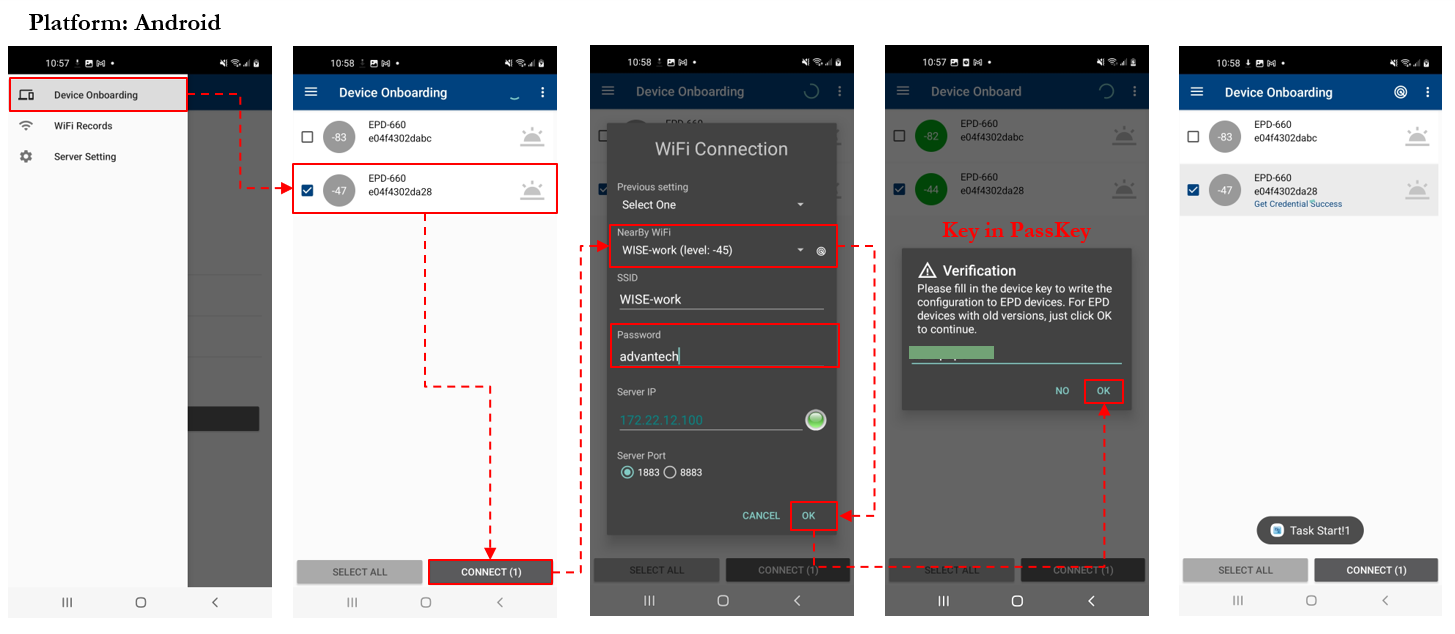 Platform: Android
10:57
Device Onboarding
WiFi Records
Server Setting
10:58
Device Onboarding
-83
EPD-660
e04f4302dabc
-47
EPD-660
e04f4302da28
SELECT ALL
CONNECT (1)
10:58
Device Onboarding
EPD-660
WiFi Connection
Previous setting
Select One
NearBy WiFi
WISE-work (level: -45)
SSID
WISE-work
Password
advantech
Server IP
172.22.12.100
Server Port
1883
8883
CANCEL
OK
SELECT ALL
CONNECT (1)
10:57
Device Onboard
-82
EPD-660
e04f4302dabc
-44
EPD-660
e04f4302da28
Key in PassKey
Verification
Please fill in the device key to write the
configuration to EPD devices. For EPD
devices with old versions, just click OK
to continue.
NO
OK
SELECT ALL
CONNECT (1)
10:58
Device Onboarding
-83
EPD-660
e04f4302dabc
-47
EPD-660
e04f4302da28
Get Credential Success
Task Start!1
SELECT ALL
CONNECT (1)